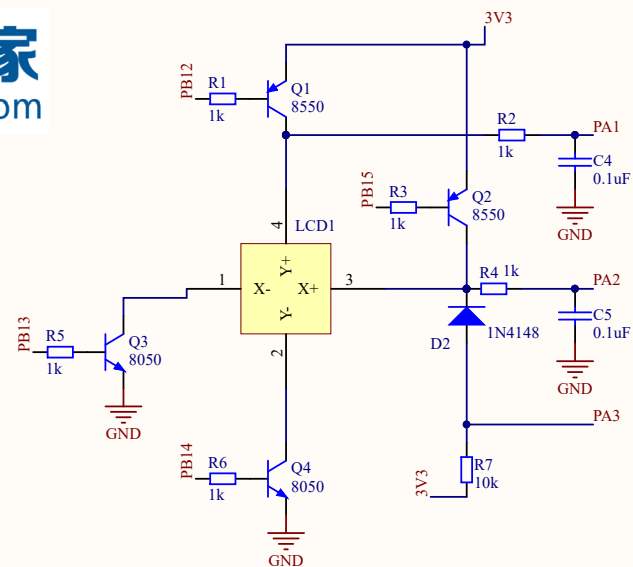 家
om
3V3
PB12
R1
1k
Q1
8550
R2
1k
PA1
C4
0.1uF
GND
PB15
R3
1k
Q2
8550
4
LCD1
1
X-
Y+
X+
Y-
3
2
R4
1k
PA2
C5
0.1uF
GND
D2
1N4148
PB13
R5
1k
Q3
8050
GND
PA3
PB14
R6
1k
Q4
8050
GND
3V3
R7
10k